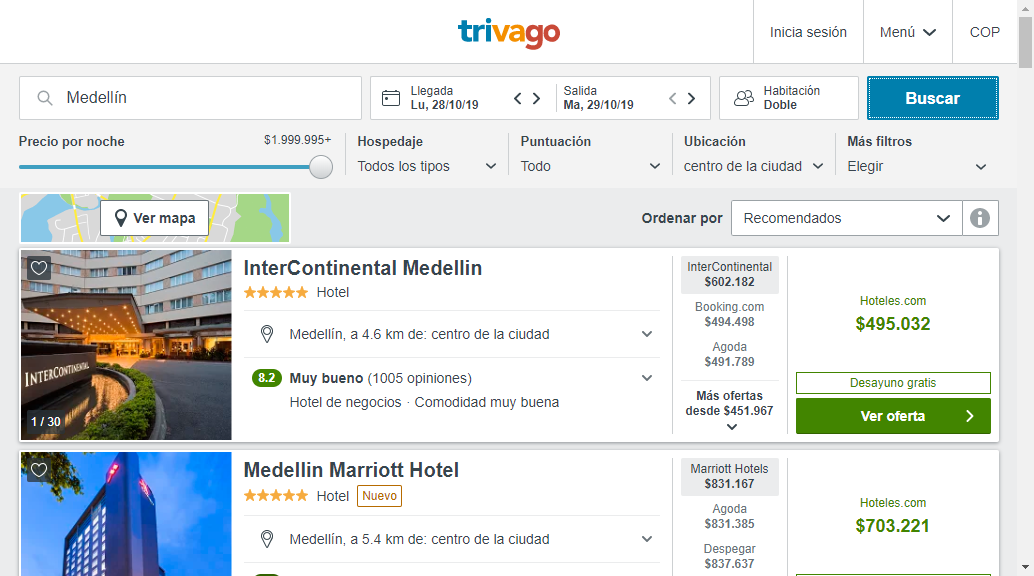 trivago
Inicia sesión
Menú
COP
Medellín
Llegada
Lu, 28/10/19
Salida
Ma, 29/10/19
Habitación
Doble
Buscar
Precio por noche
$1.999.995+
Hospedaje
Todos los tipos
Puntuación
Todo
Ubicación
centro de la ciudad
Más filtros
Elegir
Ver mapa
Ordenar por
Recomendados
InterContinental Medellin
Hotel
Medellín, a 4.6 km de: centro de la ciudad
8.2 Muy bueno (1005 opiniones)
Hotel de negocios · Comodidad muy buena
INTERCONTINENTAL
1 / 30
InterContinental
$602.182
Booking.com
$494.498
Agoda
$491.789
Más ofertas
desde $451.967
Hoteles.com
$495.032
Desayuno gratis
Ver oferta
Medellin Marriott Hotel
Hotel Nuevo
Medellín, a 5.4 km de: centro de la ciudad
Marriott Hotels
$831.167
Agoda
$831.385
Despegar
$837.637
Hoteles.com
$703.221